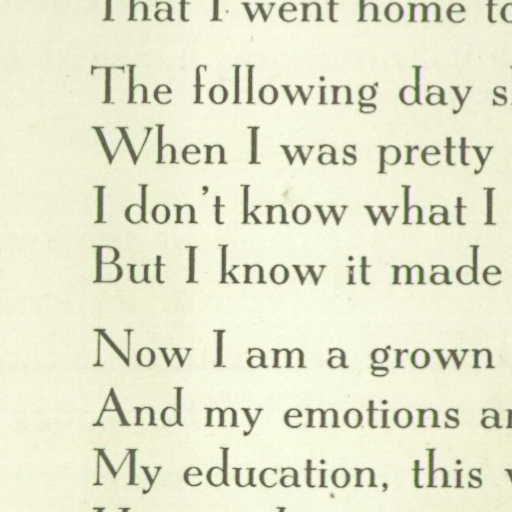 That I went home to
The following day
When I was pretty
I don't know what I
But I know it made
Now I am a grown
And my emotions
My education, this